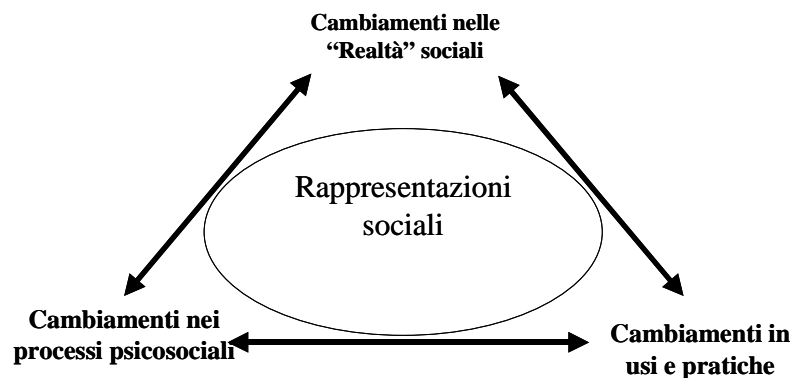 Cambiamenti nelle
“Realtà” sociali
Rappresentazioni
sociali
Cambiamenti nei
processi psicosociali
Cambiamenti in
usi e pratiche